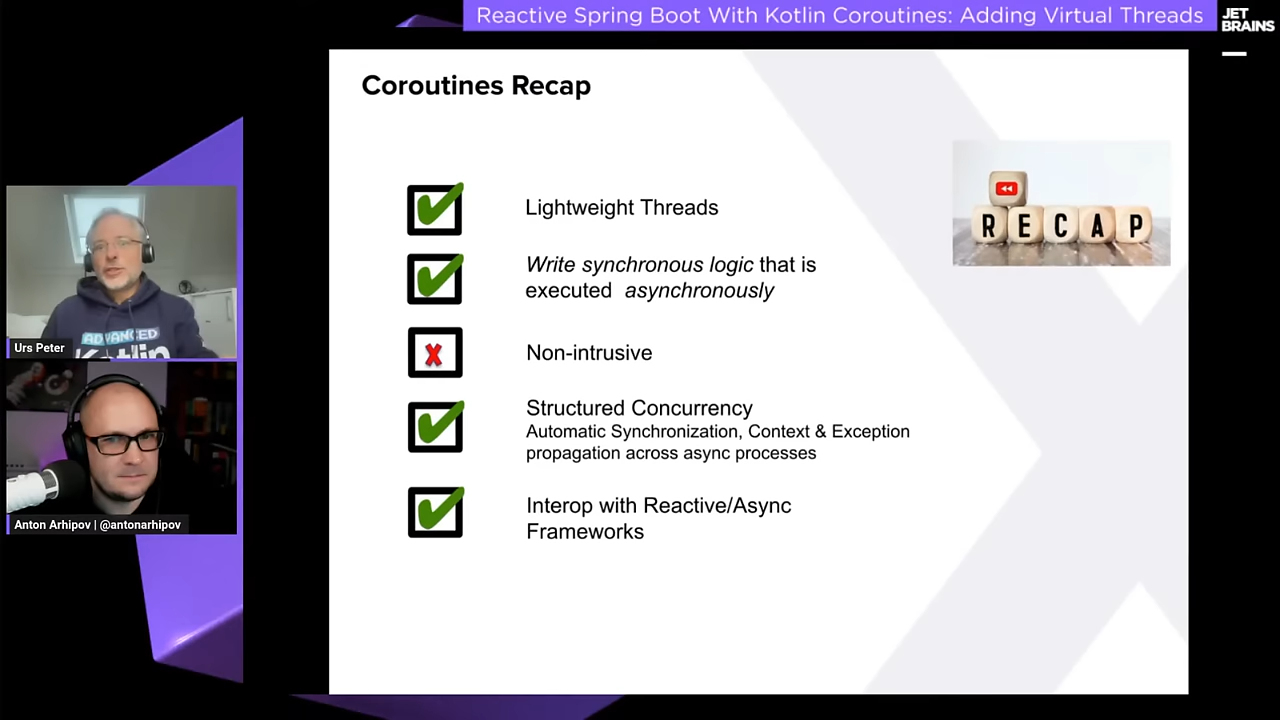 Reactive Spring Boot With Kotlin Coroutines: Adding Virtual Threads
JET
BRAINS
Coroutines Recap
RECAP
Lightweight Threads
Write synchronous logic that is
executed asynchronously
Non-intrusive
Structured Concurrency
Automatic Synchronization, Context & Exception
propagation across async processes
Interop with Reactive/Async
Frameworks
ADVANCED
Kotlin
Urs Peter
Anton Arhipov | @antonarhipov